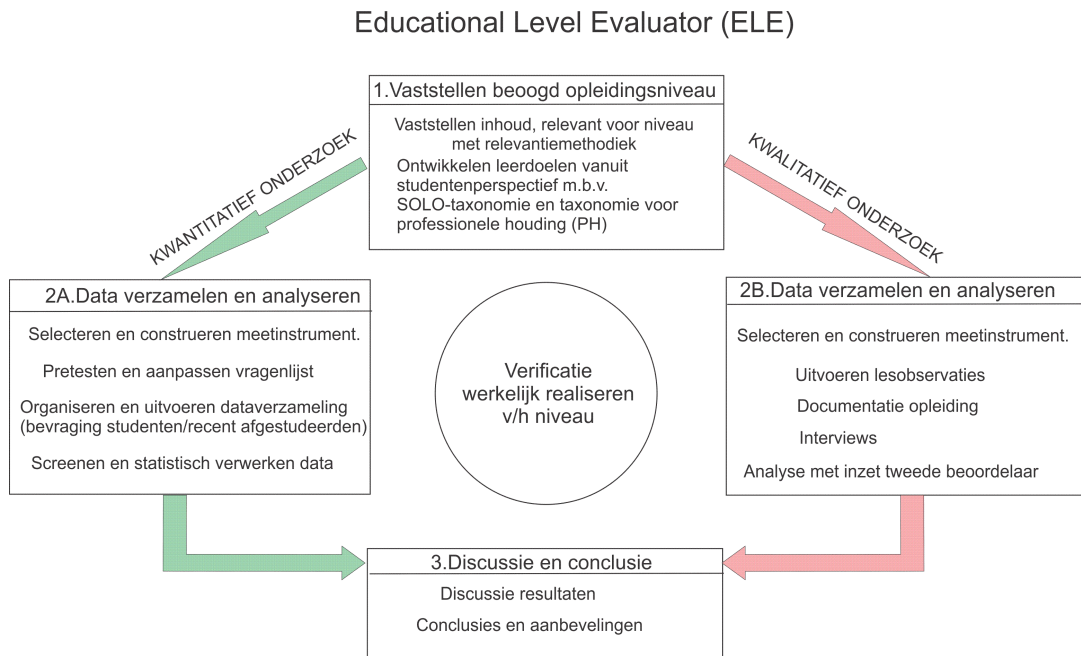 Educational Level Evaluator (ELE)
1.Vaststellen beoogd opleidingsniveau
Vaststellen inhoud, relevant voor niveau
met relevantiemethodiek
Ontwikkelen leerdoelen vanuit
studentenperspectief m.b.v.
SOLO-taxonomie en taxonomie voor
professionele houding (PH)
KWANTITATIEF ONDERZOEK
KWALITATIEF ONDERZOEK
2A.Data verzamelen en analyseren
Selecteren en construeren meetinstrument.
Pretesten en aanpassen vragenlijst
Organiseren en uitvoeren dataverzameling
(bevraging studenten/recent afgestudeerden)
Screenen en statistisch verwerken data
Verificatie
werkelijk realiseren
v/h niveau
2B.Data verzamelen en analyseren
Selecteren en construeren meetinstrument.
Uitvoeren lesobservaties
Documentatie opleiding
Interviews
Analyse met inzet tweede beoordelaar
3.Discussie en conclusie
Discussie resultaten
Conclusies en aanbevelingen